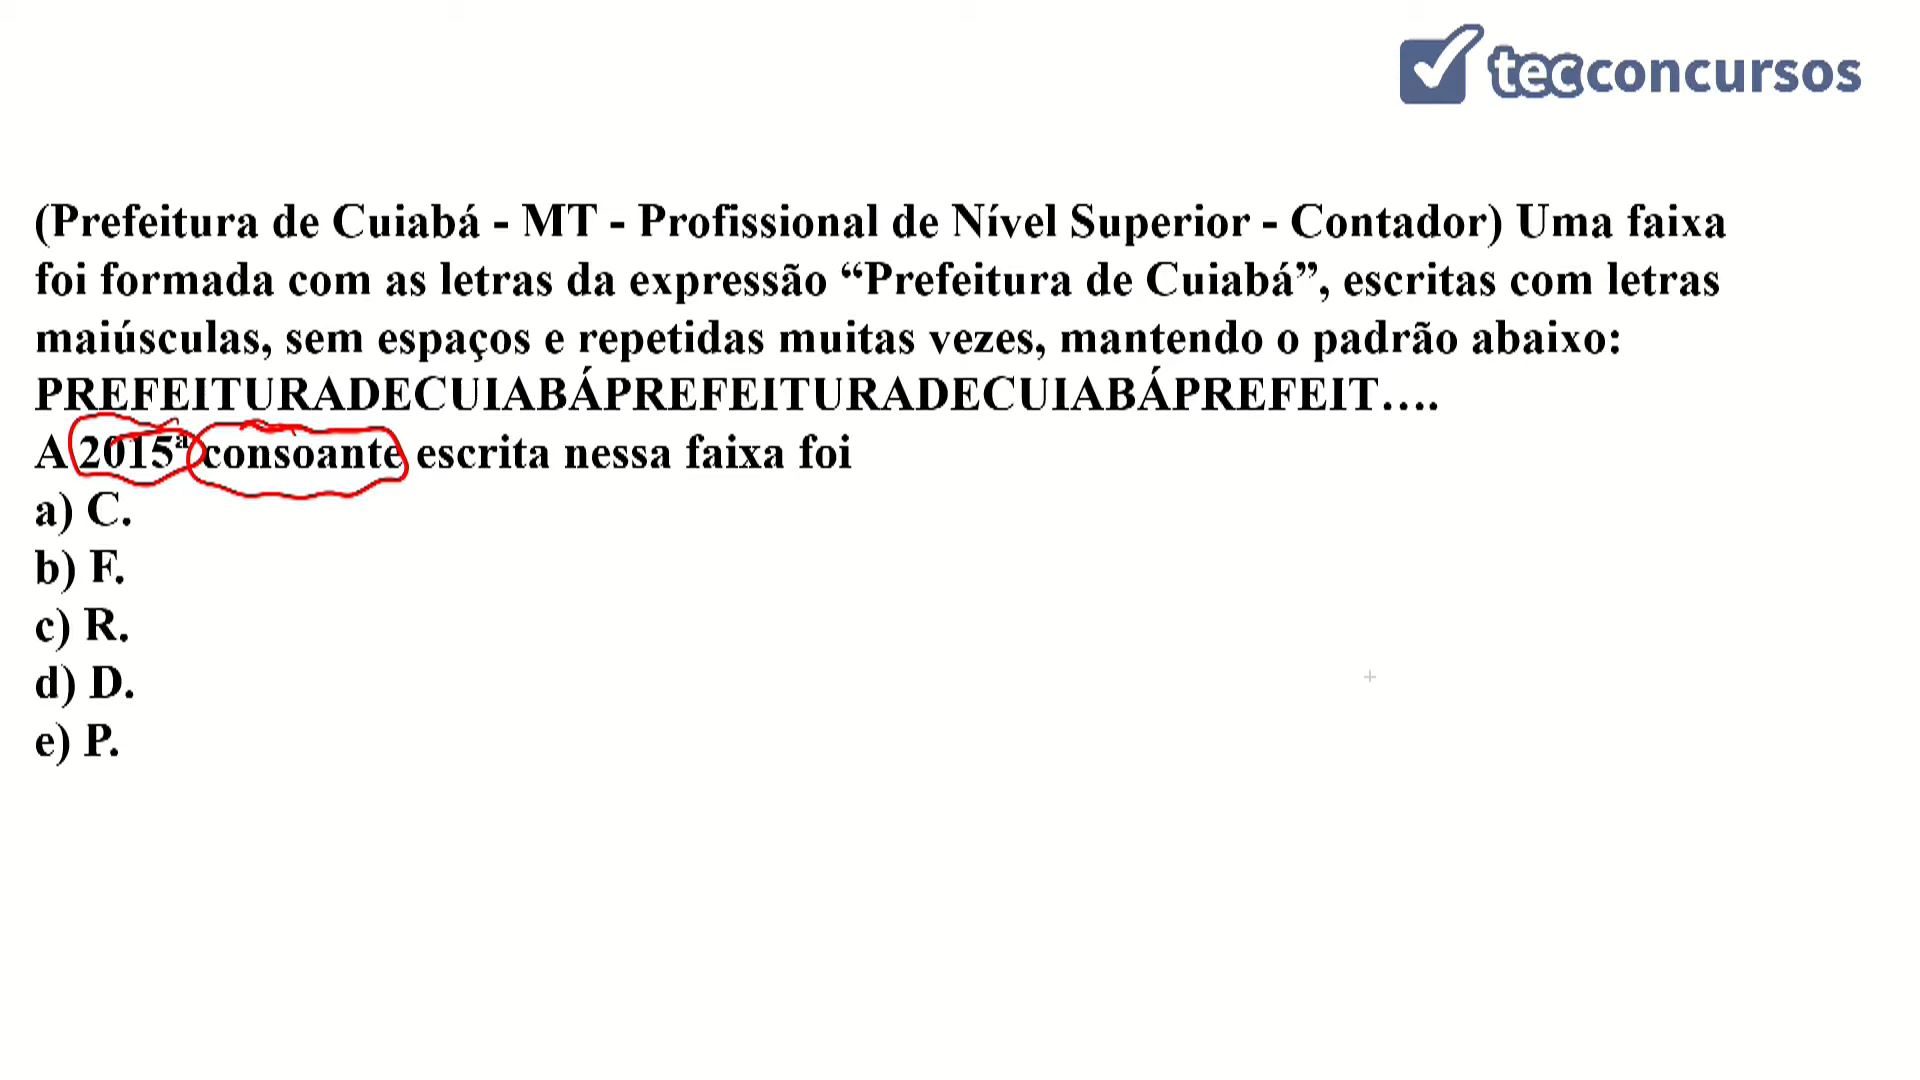 tecconcursos
(Prefeitura de Cuiabá - MT - Profissional de Nível Superior - Contador) Uma faixa
foi formada com as letras da expressão “Prefeitura de Cuiabá”, escritas com letras
maiúsculas, sem espaços e repetidas muitas vezes, mantendo o padrão abaixo:
PREFEITURADECUIABÁPREFEITURADECUIABÁPREFEIT….
A 2015ª consoante escrita nessa faixa foi
a) C.
b) F.
c) R.
d) D.
e) P.